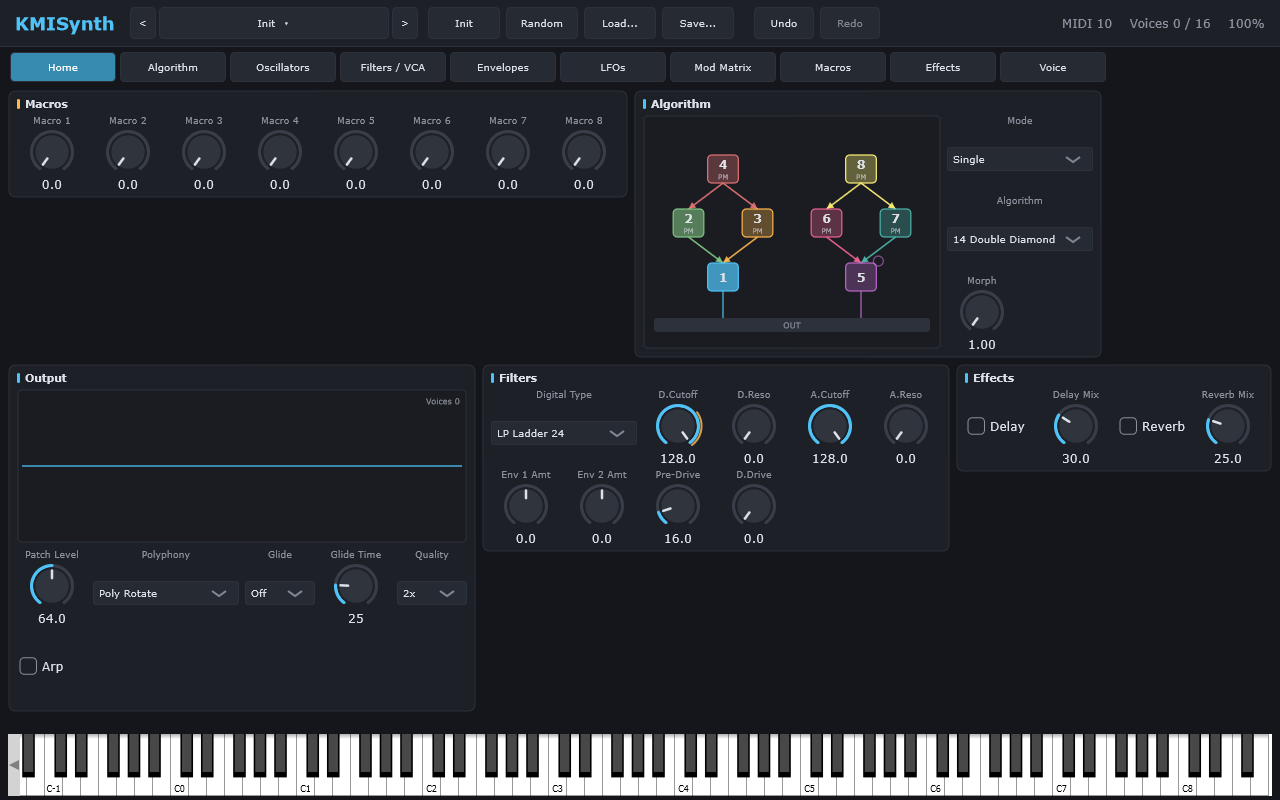 KMISynth < Init > Init Random Load... Save... Undo Redo MIDI 10 Voices 0 / 16 100%
Home Algorithm Oscillators Filters / VCA Envelopes LFOs Mod Matrix Macros Effects Voice
Macros
Macro 1 Macro 2 Macro 3 Macro 4 Macro 5 Macro 6 Macro 7 Macro 8
0.0 0.0 0.0 0.0 0.0 0.0 0.0 0.0
Algorithm
4 PM 8 PM
2 PM 3 PM 6 PM 7 PM
1 5
OUT
Mode
Single
Algorithm
14 Double Diamond
Morph
1.00
Output
Voices 0
Patch Level Polyphony Glide Glide Time Quality
Poly Rotate Off 2x
64.0 25
Arp
Filters
Digital Type D.Cutoff D.Reso A.Cutoff A.Reso
LP Ladder 24
128.0 0.0 128.0 0.0
Env 1 Amt Env 2 Amt Pre-Drive D.Drive
0.0 0.0 16.0 0.0
Effects
Delay Mix Reverb Mix
Delay Reverb
30.0 25.0
C-1 C0 C1 C2 C3 C4 C5 C6 C7 C8